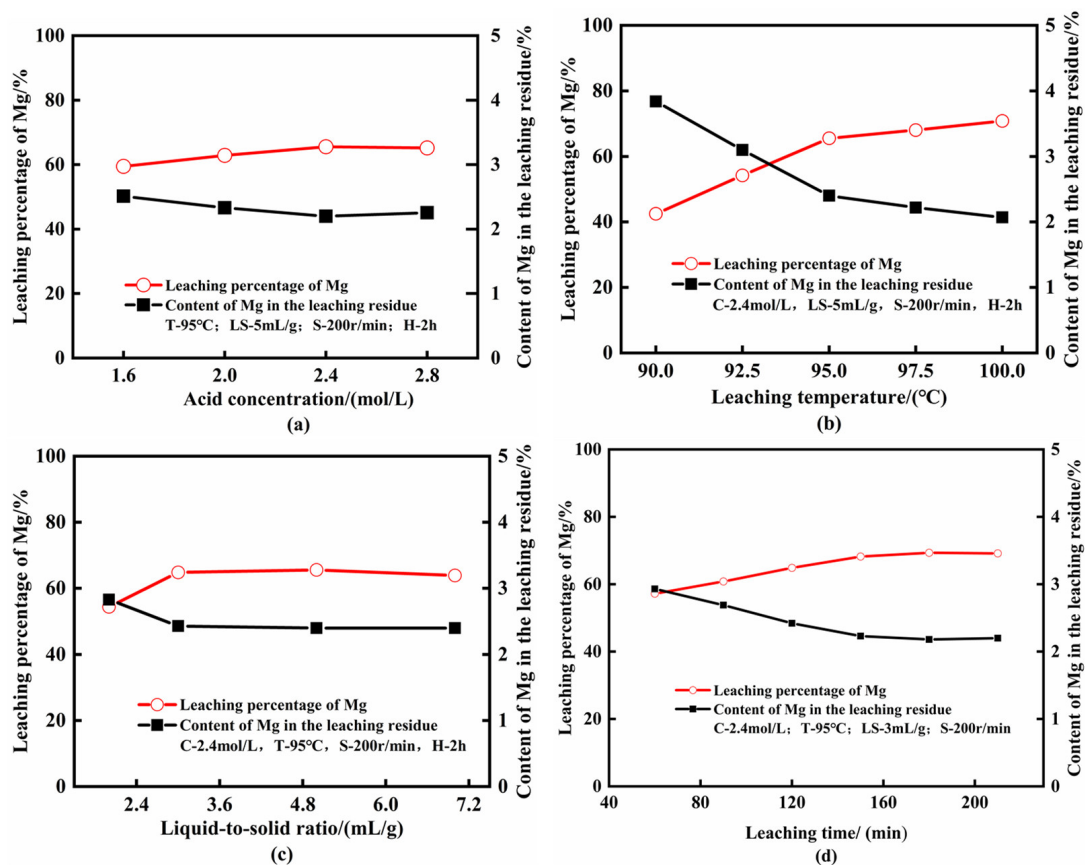 Leaching percentage of Mg/%
100
80
60
40
20
0
Leaching percentage of Mg
Content of Mg in the leaching residue
T-95℃；LS-5mL/g；S-200r/min；H-2h
1.6 2.0 2.4 2.8
Acid concentration/(mol/L)
5
4
3
2
1
0
Content of Mg in the leaching residue/%
(a)
Leaching percentage of Mg/%
100
80
60
40
20
0
Leaching percentage of Mg
Content of Mg in the leaching residue
C-2.4mol/L，LS-5mL/g，S-200r/min，H-2h
90.0 92.5 95.0 97.5 100.0
Leaching temperature/(℃)
5
4
3
2
1
0
Content of Mg in the leaching residue/%
(b)
Leaching percentage of Mg/%
100
80
60
40
20
0
Leaching percentage of Mg
Content of Mg in the leaching residue
C-2.4mol/L，T-95℃，S-200r/min，H-2h
2.4 3.6 4.8 6.0 7.2
Liquid-to-solid ratio/(mL/g)
5
4
3
2
1
0
Content of Mg in the leaching residue/%
(c)
Leaching percentage of Mg/%
100
80
60
40
20
0
Leaching percentage of Mg
Content of Mg in the leaching residue
C-2.4mol/L；T-95℃；LS-3mL/g；S-200r/min
40 80 120 160 200
Leaching time/ (min)
5
4
3
2
1
0
Content of Mg in the leaching residue/%
(d)